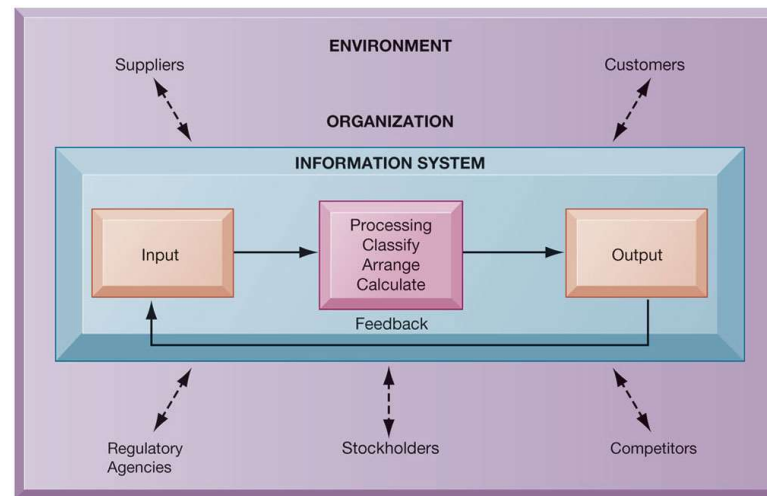 ENVIRONMENT
Suppliers
Customers
ORGANIZATION
INFORMATION SYSTEM
Input
Processing
Classify
Arrange
Calculate
Output
Feedback
Regulatory
Agencies
Stockholders
Competitors